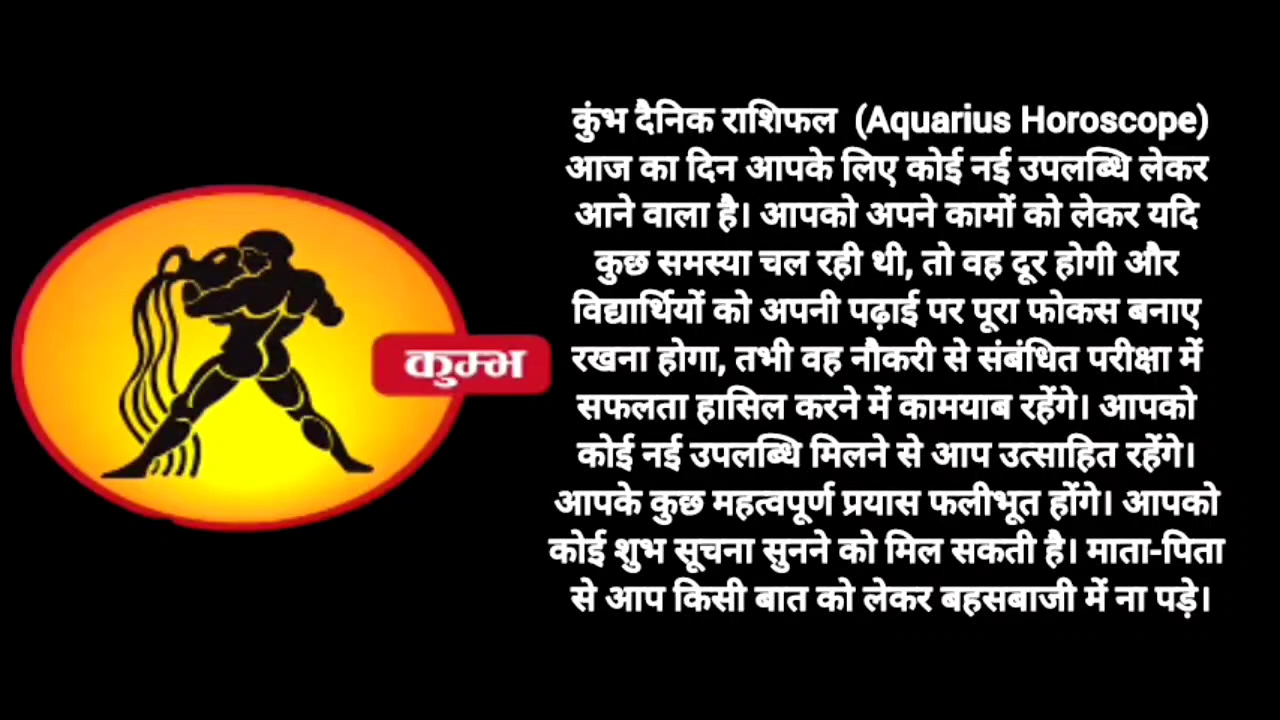 कुम्भ
कुंभ दैनिक राशिफल (Aquarius Horoscope)
आज का दिन आपके लिए कोई नई उपलब्धि लेकर
आने वाला है। आपको अपने कामों को लेकर यदि
कुछ समस्या चल रही थी, तो वह दूर होगी और
विद्यार्थियों को अपनी पढ़ाई पर पूरा फोकस बनाए
रखना होगा, तभी वह नौकरी से संबंधित परीक्षा में
सफलता हासिल करने में कामयाब रहेंगे। आपको
कोई नई उपलब्धि मिलने से आप उत्साहित रहेंगे।
आपके कुछ महत्वपूर्ण प्रयास फलीभूत होंगे। आपको
कोई शुभ सूचना सुनने को मिल सकती है। माता-पिता
से आप किसी बात को लेकर बहसबाजी में ना पड़े।